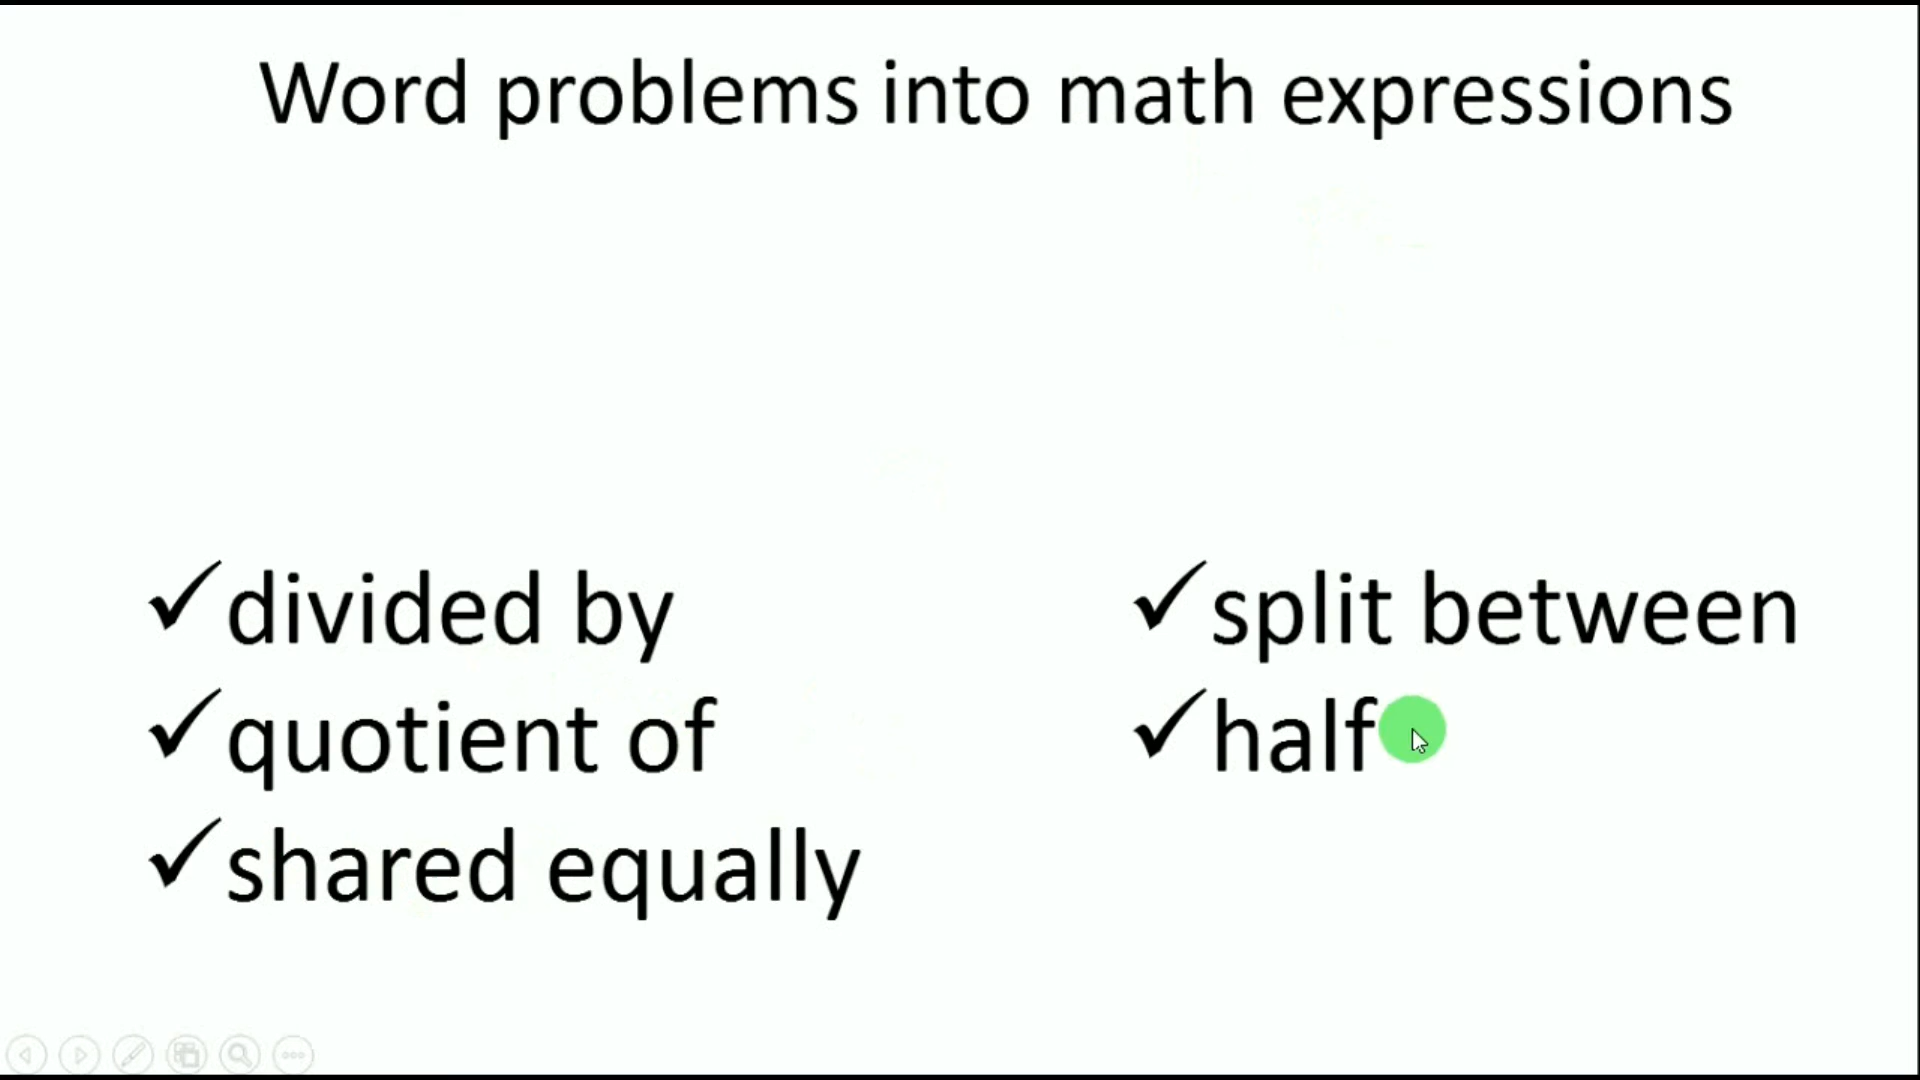 Word problems into math expressions
✓divided by
✓quotient of
✓shared equally
✓split between
✓half